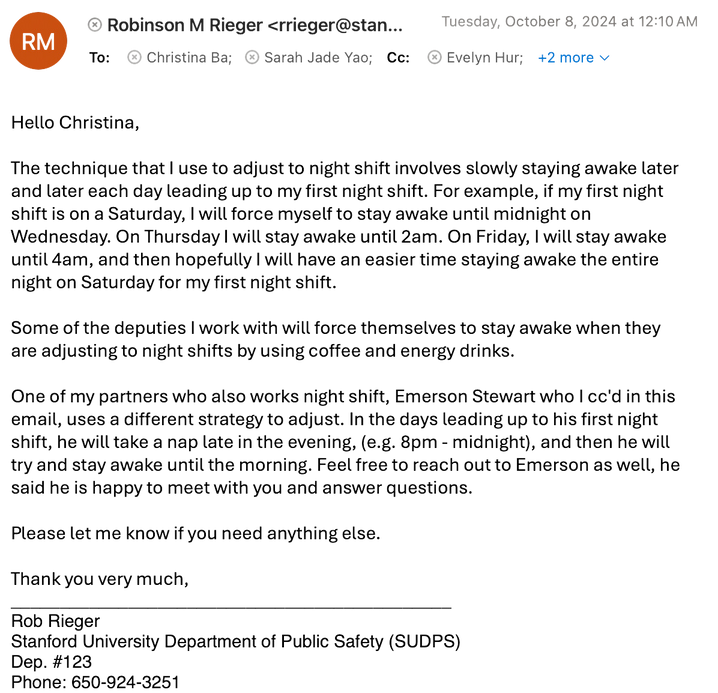 RM
Robinson M Rieger <rrieger@stan...
Tuesday, October 8, 2024 at 12:10 AM
To: Christina Ba; Sarah Jade Yao; Cc: Evelyn Hur; +2 more
Hello Christina,
The technique that I use to adjust to night shift involves slowly staying awake later
and later each day leading up to my first night shift. For example, if my first night
shift is on a Saturday, I will force myself to stay awake until midnight on
Wednesday. On Thursday I will stay awake until 2am. On Friday, I will stay awake
until 4am, and then hopefully I will have an easier time staying awake the entire
night on Saturday for my first night shift.
Some of the deputies I work with will force themselves to stay awake when they
are adjusting to night shifts by using coffee and energy drinks.
One of my partners who also works night shift, Emerson Stewart who I cc'd in this
email, uses a different strategy to adjust. In the days leading up to his first night
shift, he will take a nap late in the evening, (e.g. 8pm - midnight), and then he will
try and stay awake until the morning. Feel free to reach out to Emerson as well, he
said he is happy to meet with you and answer questions.
Please let me know if you need anything else.
Thank you very much,
Rob Rieger
Stanford University Department of Public Safety (SUDPS)
Dep. #123
Phone: 650-924-3251